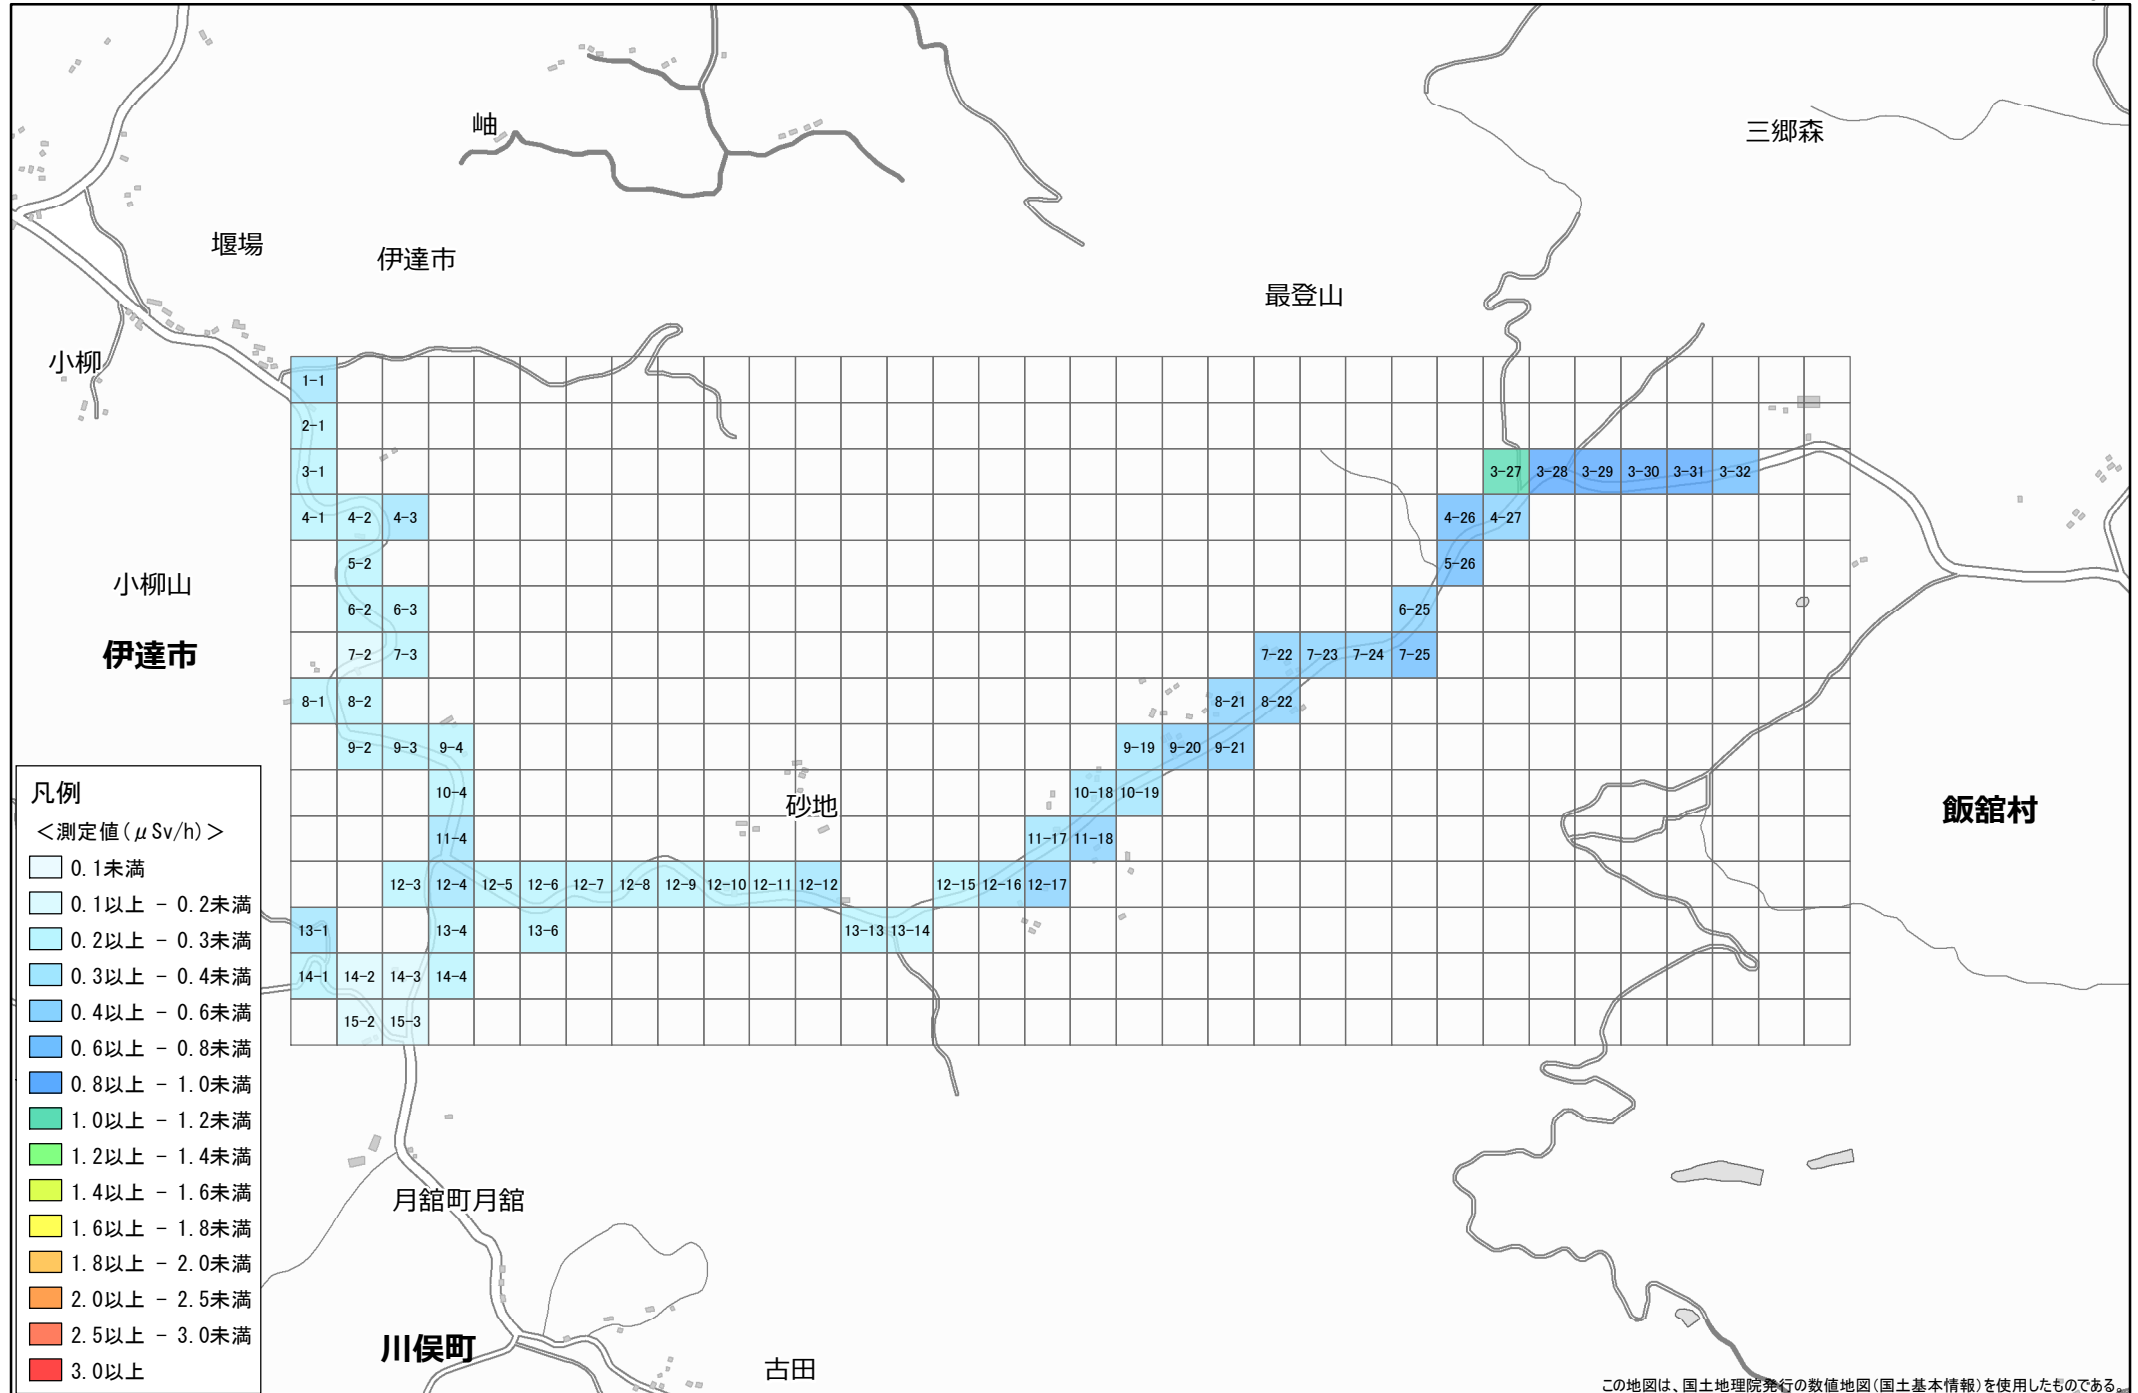 岫
三郷森
堰場
伊達市
最登山
小柳
1-1
2-1
3-1
3-27 3-28 3-29 3-30 3-31 3-32
4-1 4-2 4-3
4-26 4-27
5-2
5-26
小柳山
6-2 6-3
6-25
伊達市
7-2 7-3
7-22 7-23 7-24 7-25
8-1 8-2
8-21 8-22
9-2 9-3 9-4
9-19 9-20 9-21
10-4
10-18 10-19
砂地
飯舘村
11-4
11-17 11-18
12-3 12-4 12-5 12-6 12-7 12-8 12-9 12-10 12-11 12-12
12-15 12-16 12-17
13-1
13-4
13-6
13-13 13-14
14-1 14-2 14-3 14-4
15-2 15-3
凡例
＜測定値(μSv/h)＞
0.1未満
0.1以上 - 0.2未満
0.2以上 - 0.3未満
0.3以上 - 0.4未満
0.4以上 - 0.6未満
0.6以上 - 0.8未満
0.8以上 - 1.0未満
1.0以上 - 1.2未満
1.2以上 - 1.4未満
1.4以上 - 1.6未満
1.6以上 - 1.8未満
1.8以上 - 2.0未満
2.0以上 - 2.5未満
2.5以上 - 3.0未満
3.0以上
月舘町月舘
川俣町
古田
この地図は、国土地理院発行の数値地図(国土基本情報)を使用したものである。